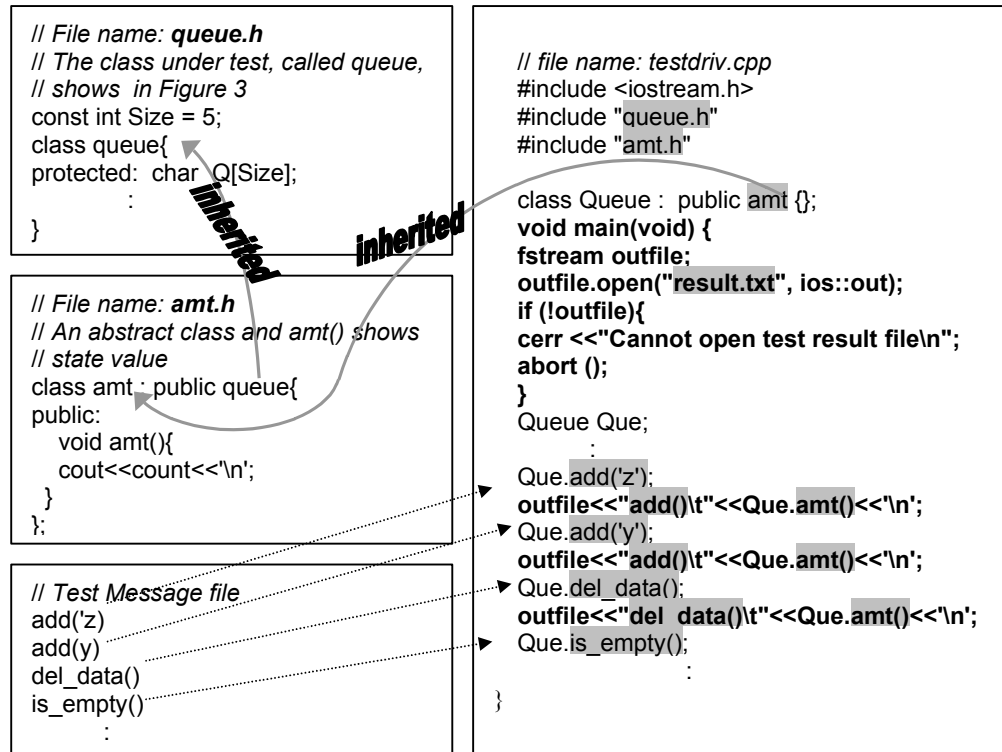 // File name: queue.h
// The class under test, called queue,
// shows in Figure 3
const int Size = 5;
class queue{
protected: char Q[Size];
:
}
inherited
inherited
// File name: amt.h
// An abstract class and amt() shows
// state value
class amt : public queue{
public:
void amt(){
cout<<count<<'\n';
}
};
// Test Message file
add('z)
add(y)
del_data()
is_empty()
:
// file name: testdriv.cpp
#include <iostream.h>
#include "queue.h"
#include "amt.h"
class Queue : public amt {};
void main(void) {
fstream outfile;
outfile.open("result.txt", ios::out);
if (!outfile){
cerr <<"Cannot open test result file\n";
abort ();
}
Queue Que;
:
Que.add('z');
outfile<<"add()\t"<<Que.amt()<<'\n';
Que.add('y');
outfile<<"add()\t"<<Que.amt()<<'\n';
Que.del_data();
outfile<<"del_data()\t"<<Que.amt()<<'\n';
Que.is_empty();
:
}